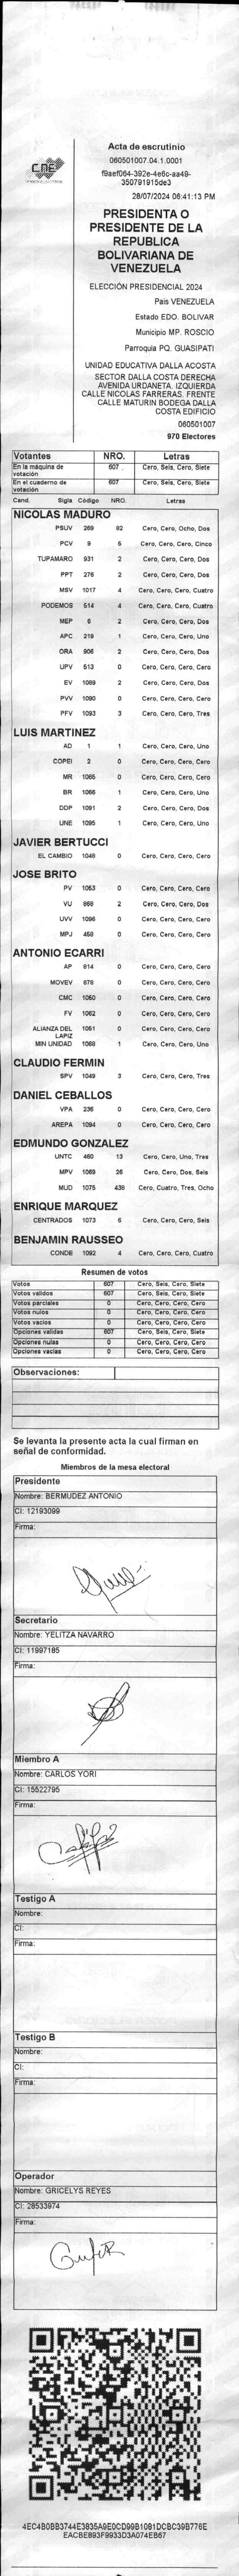 CNE
Acta de escrutinio
060501007.04.1.0001
f9aef064-392e-4e6c-aa49-
350791915de3
28/07/2024 06:41:13 PM
PRESIDENTA O
PRESIDENTE DE LA
REPUBLICA
BOLIVARIANA DE
VENEZUELA
ELECCIÓN PRESIDENCIAL 2024
Pais VENEZUELA
Estado EDO. BOLIVAR
Municipio MP. ROSCIO
Parroquia PQ. GUASIPATI
UNIDAD EDUCATIVA DALLA ACOSTA
SECTOR DALLA COSTA DERECHA
AVENIDA URDANETA. IZQUIERDA
CALLE NICOLAS FARRERAS. FRENTE
CALLE MATURIN BODEGA DALLA
COSTA EDIFICIO
060501007
970 Electores
Votantes NRO. Letras
En la máquina de votación 607 Cero, Seis, Cero, Siete
En el cuaderno de votación 607 Cero, Seis, Cero, Siete
Cand. Sigla Código NRO. Letras
NICOLAS MADURO
PSUV 269 82 Cero, Cero, Ocho, Dos
PCV 9 5 Cero, Cero, Cero, Cinco
TUPAMARO 931 2 Cero, Cero, Cero, Dos
PPT 276 2 Cero, Cero, Cero, Dos
MSV 1017 4 Cero, Cero, Cero, Cuatro
PODEMOS 514 4 Cero, Cero, Cero, Cuatro
MEP 6 2 Cero, Cero, Cero, Dos
APC 219 1 Cero, Cero, Cero, Uno
ORA 906 2 Cero, Cero, Cero, Dos
UPV 513 0 Cero, Cero, Cero, Cero
EV 1089 2 Cero, Cero, Cero, Dos
PVV 1090 0 Cero, Cero, Cero, Cero
PFV 1093 3 Cero, Cero, Cero, Tres
LUIS MARTINEZ
AD 1 1 Cero, Cero, Cero, Uno
COPEI 2 0 Cero, Cero, Cero, Cero
MR 1065 0 Cero, Cero, Cero, Cero
BR 1066 1 Cero, Cero, Cero, Uno
DDP 1091 2 Cero, Cero, Cero, Dos
UNE 1095 1 Cero, Cero, Cero, Uno
JAVIER BERTUCCI
EL CAMBIO 1048 0 Cero, Cero, Cero, Cero
JOSE BRITO
PV 1053 0 Cero, Cero, Cero, Cero
VU 868 2 Cero, Cero, Cero, Dos
UVV 1096 0 Cero, Cero, Cero, Cero
MPJ 458 0 Cero, Cero, Cero, Cero
ANTONIO ECARRI
AP 814 0 Cero, Cero, Cero, Cero
MOVEV 678 0 Cero, Cero, Cero, Cero
CMC 1050 0 Cero, Cero, Cero, Cero
FV 1062 0 Cero, Cero, Cero, Cero
ALIANZA DEL LAPIZ 1051 0 Cero, Cero, Cero, Cero
MIN UNIDAD 1068 1 Cero, Cero, Cero, Uno
CLAUDIO FERMIN
SPV 1049 3 Cero, Cero, Cero, Tres
DANIEL CEBALLOS
VPA 236 0 Cero, Cero, Cero, Cero
AREPA 1094 0 Cero, Cero, Cero, Cero
EDMUNDO GONZALEZ
UNTC 460 13 Cero, Cero, Uno, Tres
MPV 1069 26 Cero, Cero, Dos, Seis
MUD 1075 438 Cero, Cuatro, Tres, Ocho
ENRIQUE MARQUEZ
CENTRADOS 1073 6 Cero, Cero, Cero, Seis
BENJAMIN RAUSSEO
CONDE 1092 4 Cero, Cero, Cero, Cuatro
Resumen de votos
Votos 607 Cero, Seis, Cero, Siete
Votos validos 607 Cero, Seis, Cero, Siete
Votos parciales 0 Cero, Cero, Cero, Cero
Votos nulos 0 Cero, Cero, Cero, Cero
Votos vacios 0 Cero, Cero, Cero, Cero
Opciones validas 607 Cero, Seis, Cero, Siete
Opciones nulas 0 Cero, Cero, Cero, Cero
Opciones vacias 0 Cero, Cero, Cero, Cero
Observaciones:
Se levanta la presente acta la cual firman en
señal de conformidad.
Miembros de la mesa electoral
Presidente
Nombre: BERMUDEZ ANTONIO
CI: 12193099
Firma:
Secretario
Nombre: YELITZA NAVARRO
CI: 11997185
Firma:
Miembro A
Nombre: CARLOS YORI
CI: 15522795
Firma:
Testigo A
Nombre:
CI:
Firma:
Testigo B
Nombre:
CI:
Firma:
Operador
Nombre: GRICELYS REYES
CI: 28533974
Firma:
4EC4B0BB3744E3835A9E0CD99B1081DCBC39B776E
EACBE893F9933D3A074EB67